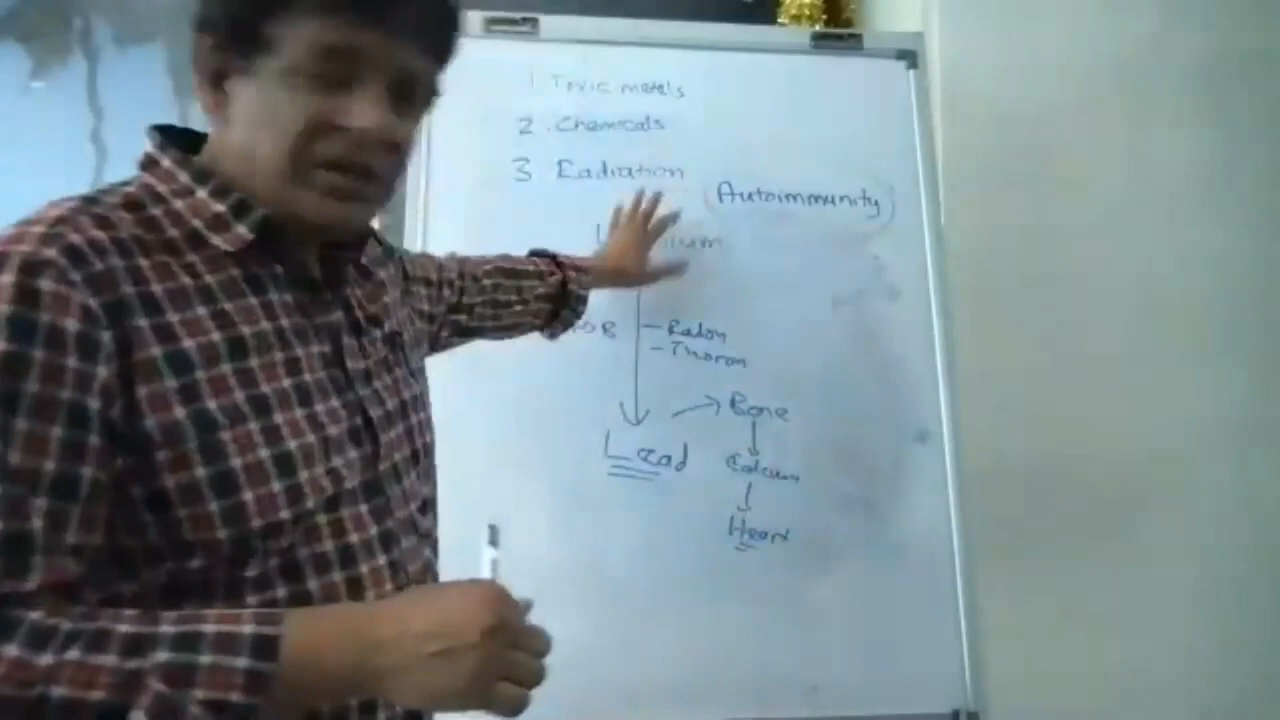 1 Toxic metals
2. Chemicals
3 Radiation
(Autoimmunity)
- Radon
- Thoron
Lead → Bone
Calcium
Heart